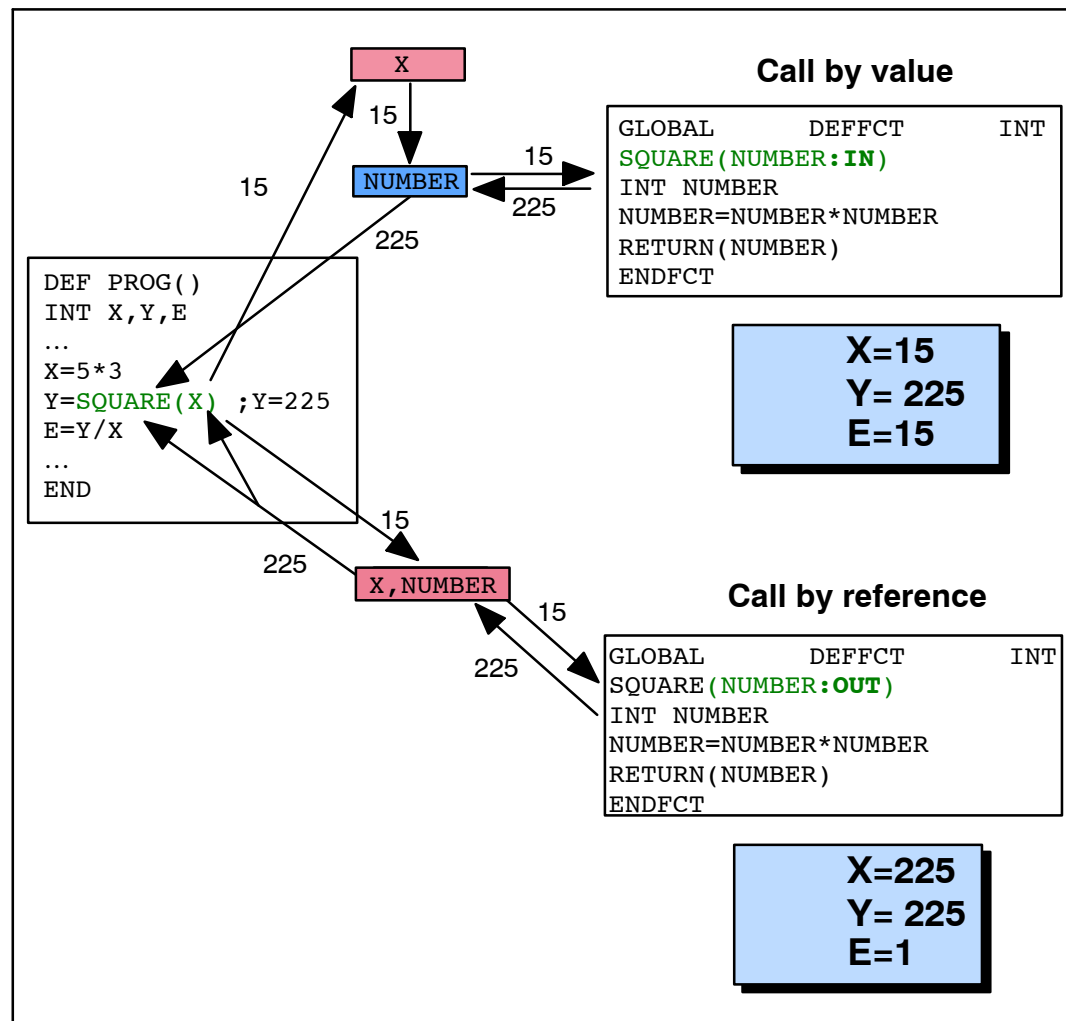 X
Call by value
15
GLOBAL DEFFCT INT
SQUARE(NUMBER:IN)
INT NUMBER
NUMBER=NUMBER*NUMBER
RETURN(NUMBER)
ENDFCT
15
NUMBER
225
15
225
DEF PROG()
INT X,Y,E
...
X=5*3
Y=SQUARE(X) ;Y=225
E=Y/X
...
END
X=15
Y= 225
E=15
15
225
X,NUMBER
Call by reference
15
225
GLOBAL DEFFCT INT
SQUARE(NUMBER:OUT)
INT NUMBER
NUMBER=NUMBER*NUMBER
RETURN(NUMBER)
ENDFCT
X=225
Y= 225
E=1